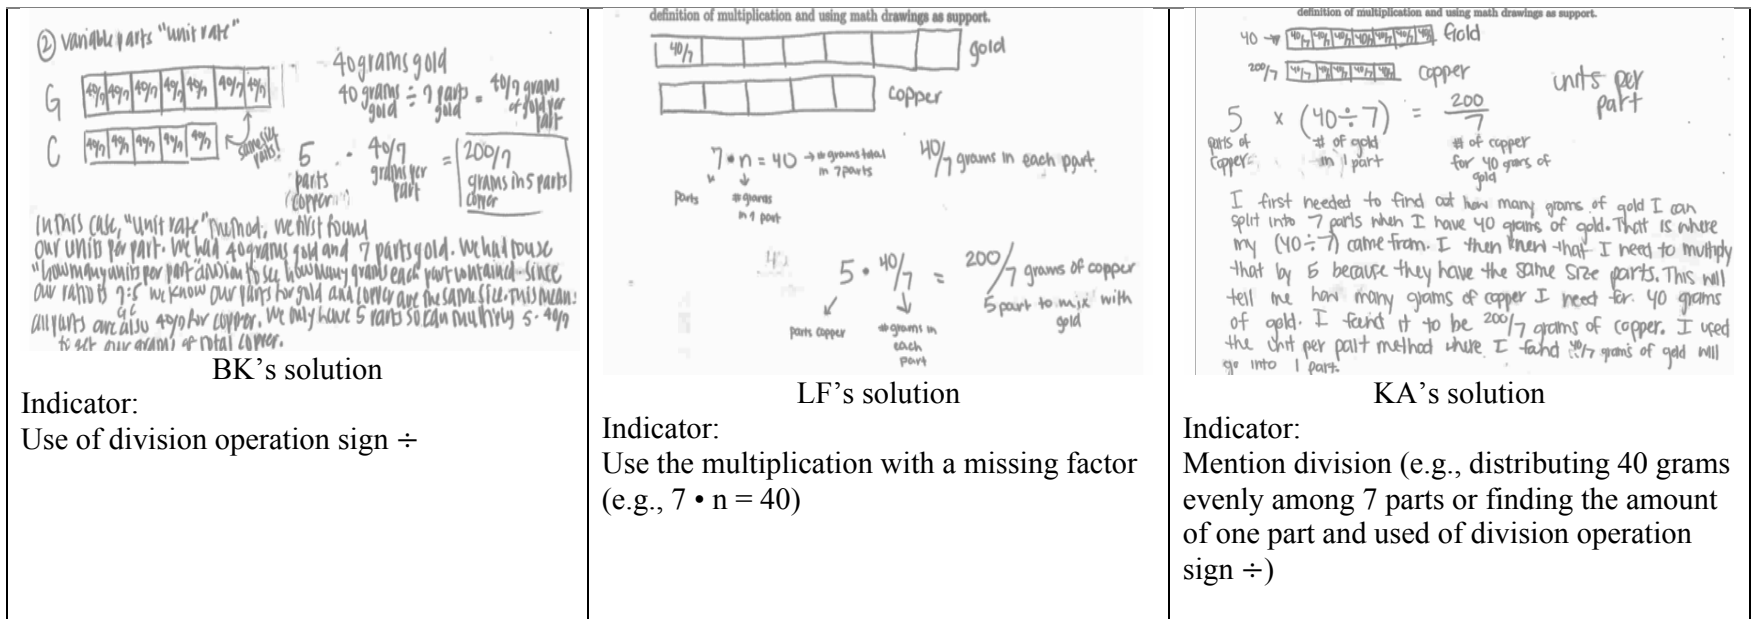 ② variable parts "unit rate"
G 40/7 40/7 40/7 40/7 40/7 40/7 40/7
C 40/7 40/7 40/7 40/7 40/7
same size parts!
40 grams gold
40 grams gold ÷ 7 parts gold = 40/7 grams of gold per part
5 parts copper · 40/7 grams per part = 200/7 grams in 5 parts copper
In this case, "unit rate" method, we first found
our units per part. We had 40 grams gold and 7 parts gold. We had to use
"how many units per part" division to see how many grams each part contained. Since
our ratio is 7:5 we know our parts for gold and copper are the same size. This means
all parts are also 40/7 for copper. We only have 5 parts so can multiply 5 · 40/7
to get our grams of total copper.
BK's solution
Indicator:
Use of division operation sign ÷
definition of multiplication and using math drawings as support.
40/7 gold
copper
7 • n = 40 → # grams total in 7 parts
parts
# grams in 1 part
40/7 grams in each part.
5 • 40/7 = 200/7 grams of copper
5 part to mix with gold
parts copper
# grams in each part
LF's solution
Indicator:
Use the multiplication with a missing factor
(e.g., 7 • n = 40)
definition of multiplication and using math drawings as support.
40 → 40/7 40/7 40/7 40/7 40/7 40/7 40/7 Gold
200/7 40/7 40/7 40/7 40/7 40/7 copper
units per part
5 × (40÷7) = 200/7
parts of copper
# of gold in 1 part
# of copper for 40 grams of gold
I first needed to find out how many grams of gold I can
split into 7 parts when I have 40 grams of gold. That is where
my (40÷7) came from. I then knew that I need to multiply
that by 5 because they have the same size parts. This will
tell me how many grams of copper I need for 40 grams
of gold. I found it to be 200/7 grams of copper. I used
the unit per part method where I found 40/7 grams of gold will
go into 1 part.
KA's solution
Indicator:
Mention division (e.g., distributing 40 grams
evenly among 7 parts or finding the amount
of one part and used of division operation
sign ÷)